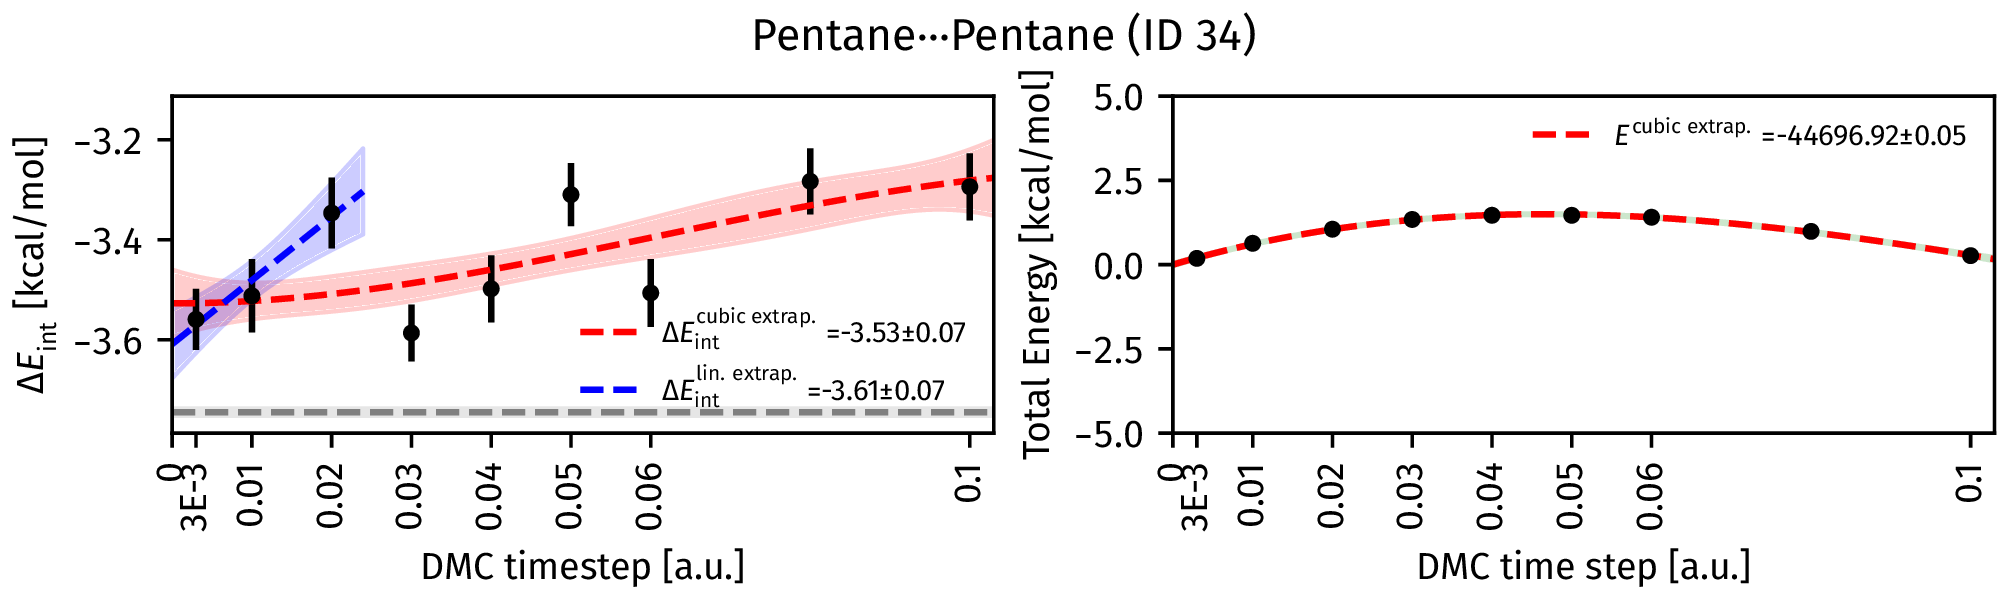 Pentane···Pentane (ID 34)
ΔE_int [kcal/mol]
−3.2
−3.4
−3.6
ΔE_int^cubic extrap. =-3.53±0.07
ΔE_int^lin. extrap. =-3.61±0.07
0
3E-3
0.01
0.02
0.03
0.04
0.05
0.06
0.1
DMC timestep [a.u.]
Total Energy [kcal/mol]
5.0
2.5
0.0
−2.5
−5.0
E^cubic extrap. =-44696.92±0.05
0
3E-3
0.01
0.02
0.03
0.04
0.05
0.06
0.1
DMC time step [a.u.]